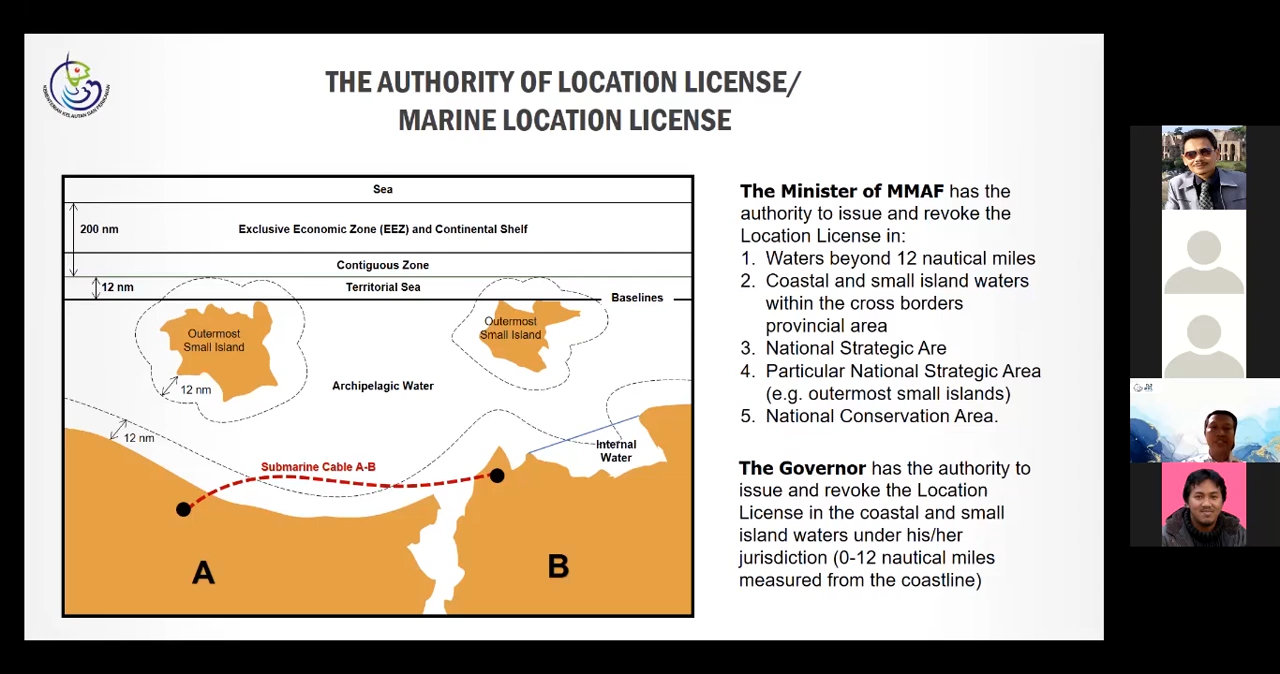 THE AUTHORITY OF LOCATION LICENSE/
MARINE LOCATION LICENSE
KEMENTERIAN KELAUTAN DAN PERIKANAN
Sea
200 nm
Exclusive Economic Zone (EEZ) and Continental Shelf
Contiguous Zone
12 nm
Territorial Sea
Baselines
Outermost
Small Island
Outermost
Small Island
12 nm
Archipelagic Water
12 nm
Internal
Water
Submarine Cable A-B
A
B
The Minister of MMAF has the
authority to issue and revoke the
Location License in:
1. Waters beyond 12 nautical miles
2. Coastal and small island waters
within the cross borders
provincial area
3. National Strategic Are
4. Particular National Strategic Area
(e.g. outermost small islands)
5. National Conservation Area.
The Governor has the authority to
issue and revoke the Location
License in the coastal and small
island waters under his/her
jurisdiction (0-12 nautical miles
measured from the coastline)